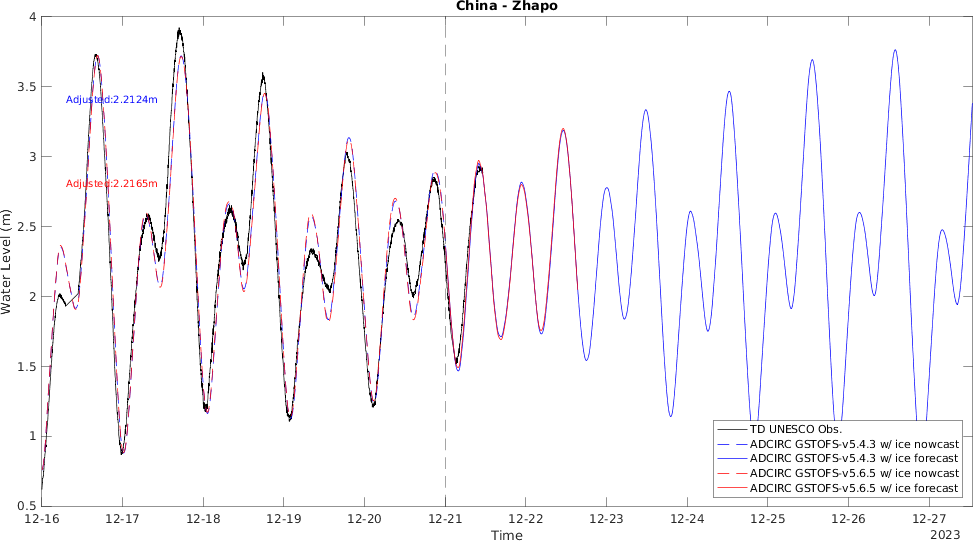 China - Zhapo
4
3.5
3
2.5
2
1.5
1
0.5
Water Level (m)
Adjusted:2.2124m
Adjusted:2.2165m
TD UNESCO Obs.
ADCIRC GSTOFS-v5.4.3 w/ ice nowcast
ADCIRC GSTOFS-v5.4.3 w/ ice forecast
ADCIRC GSTOFS-v5.6.5 w/ ice nowcast
ADCIRC GSTOFS-v5.6.5 w/ ice forecast
12-16 12-17 12-18 12-19 12-20 12-21 12-22 12-23 12-24 12-25 12-26 12-27
Time
2023